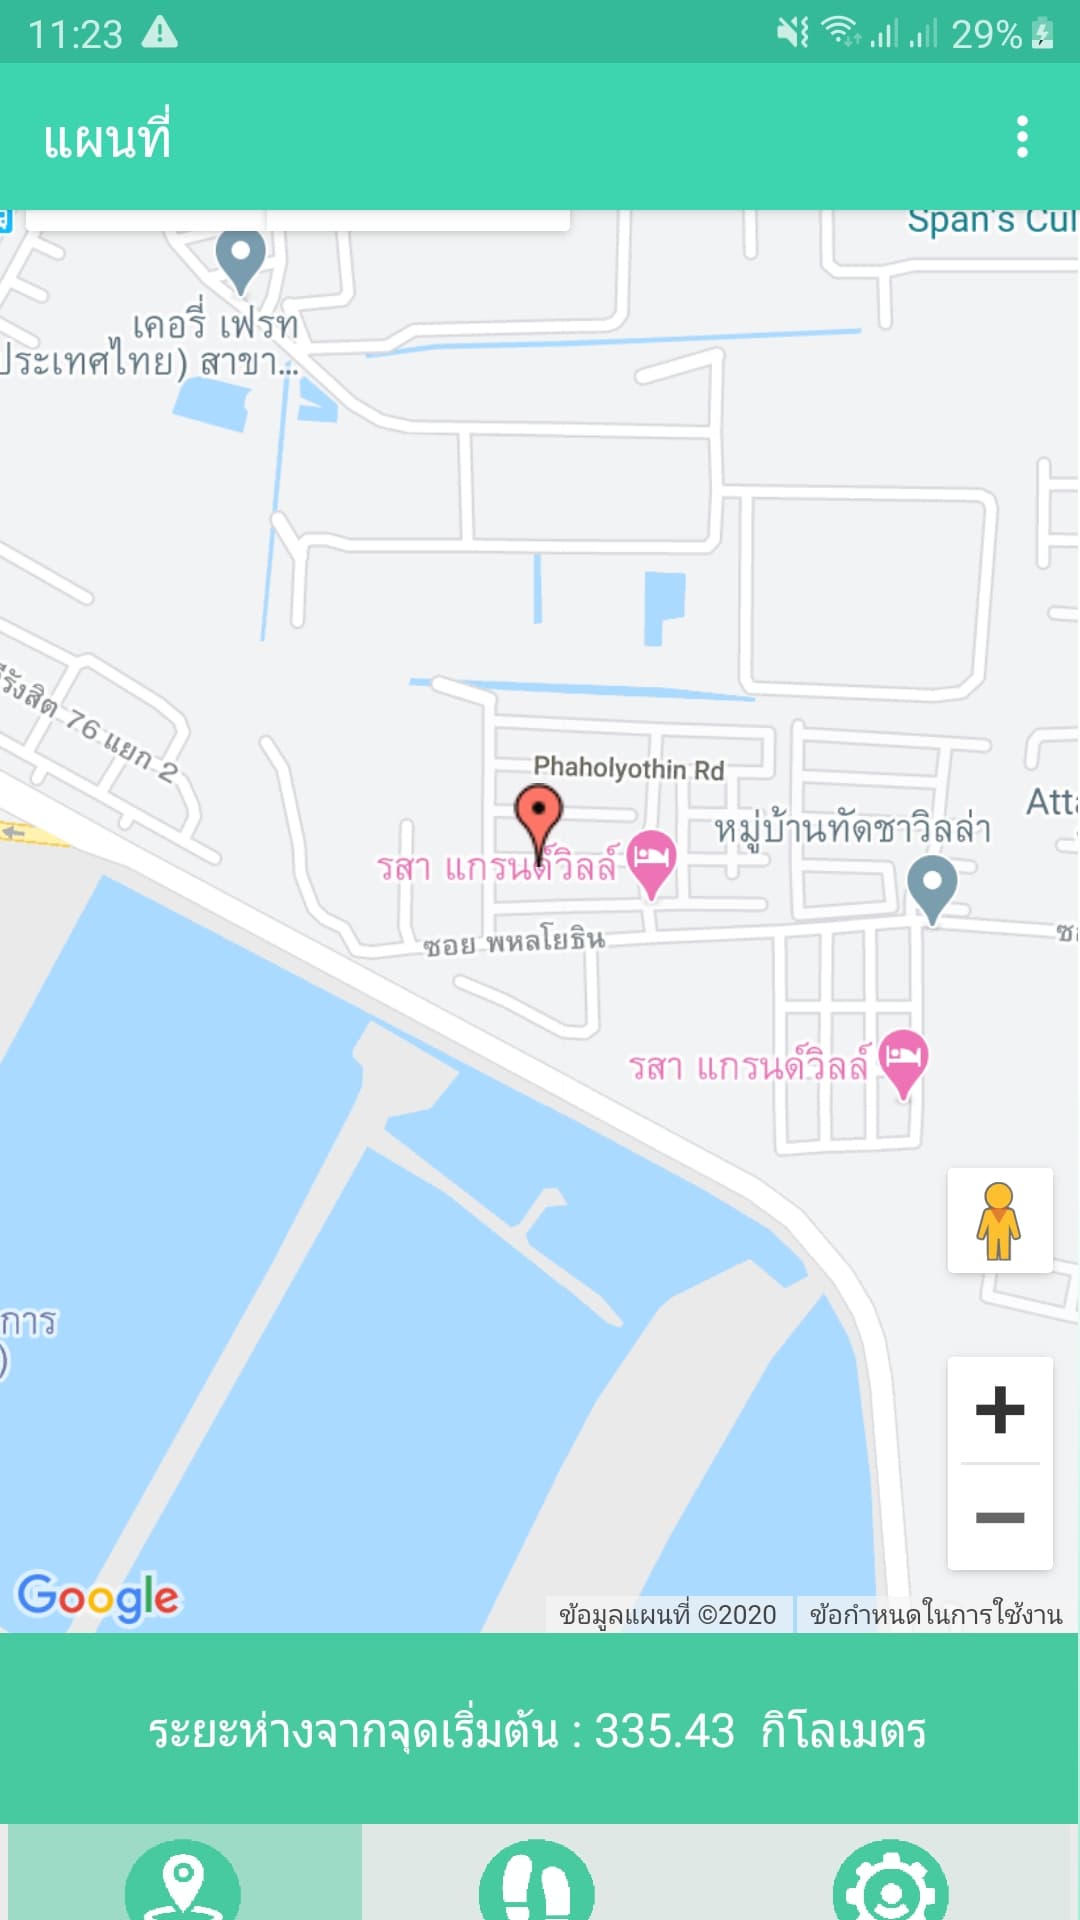 11:23
29%
แผนที่
Span's Cul
เคอรี่ เฟรท
ประเทศไทย) สาขา...
รังสิต 76 แยก 2
Phaholyothin Rd
Atta
หมู่บ้านทัดชาวิลล่า
รสา แกรนด์วิลล์
ซอย พหลโยธิน
รสา แกรนด์วิลล์
การ
)
Google
ข้อมูลแผนที่ ©2020
ข้อกำหนดในการใช้งาน
ระยะห่างจากจุดเริ่มต้น : 335.43 กิโลเมตร